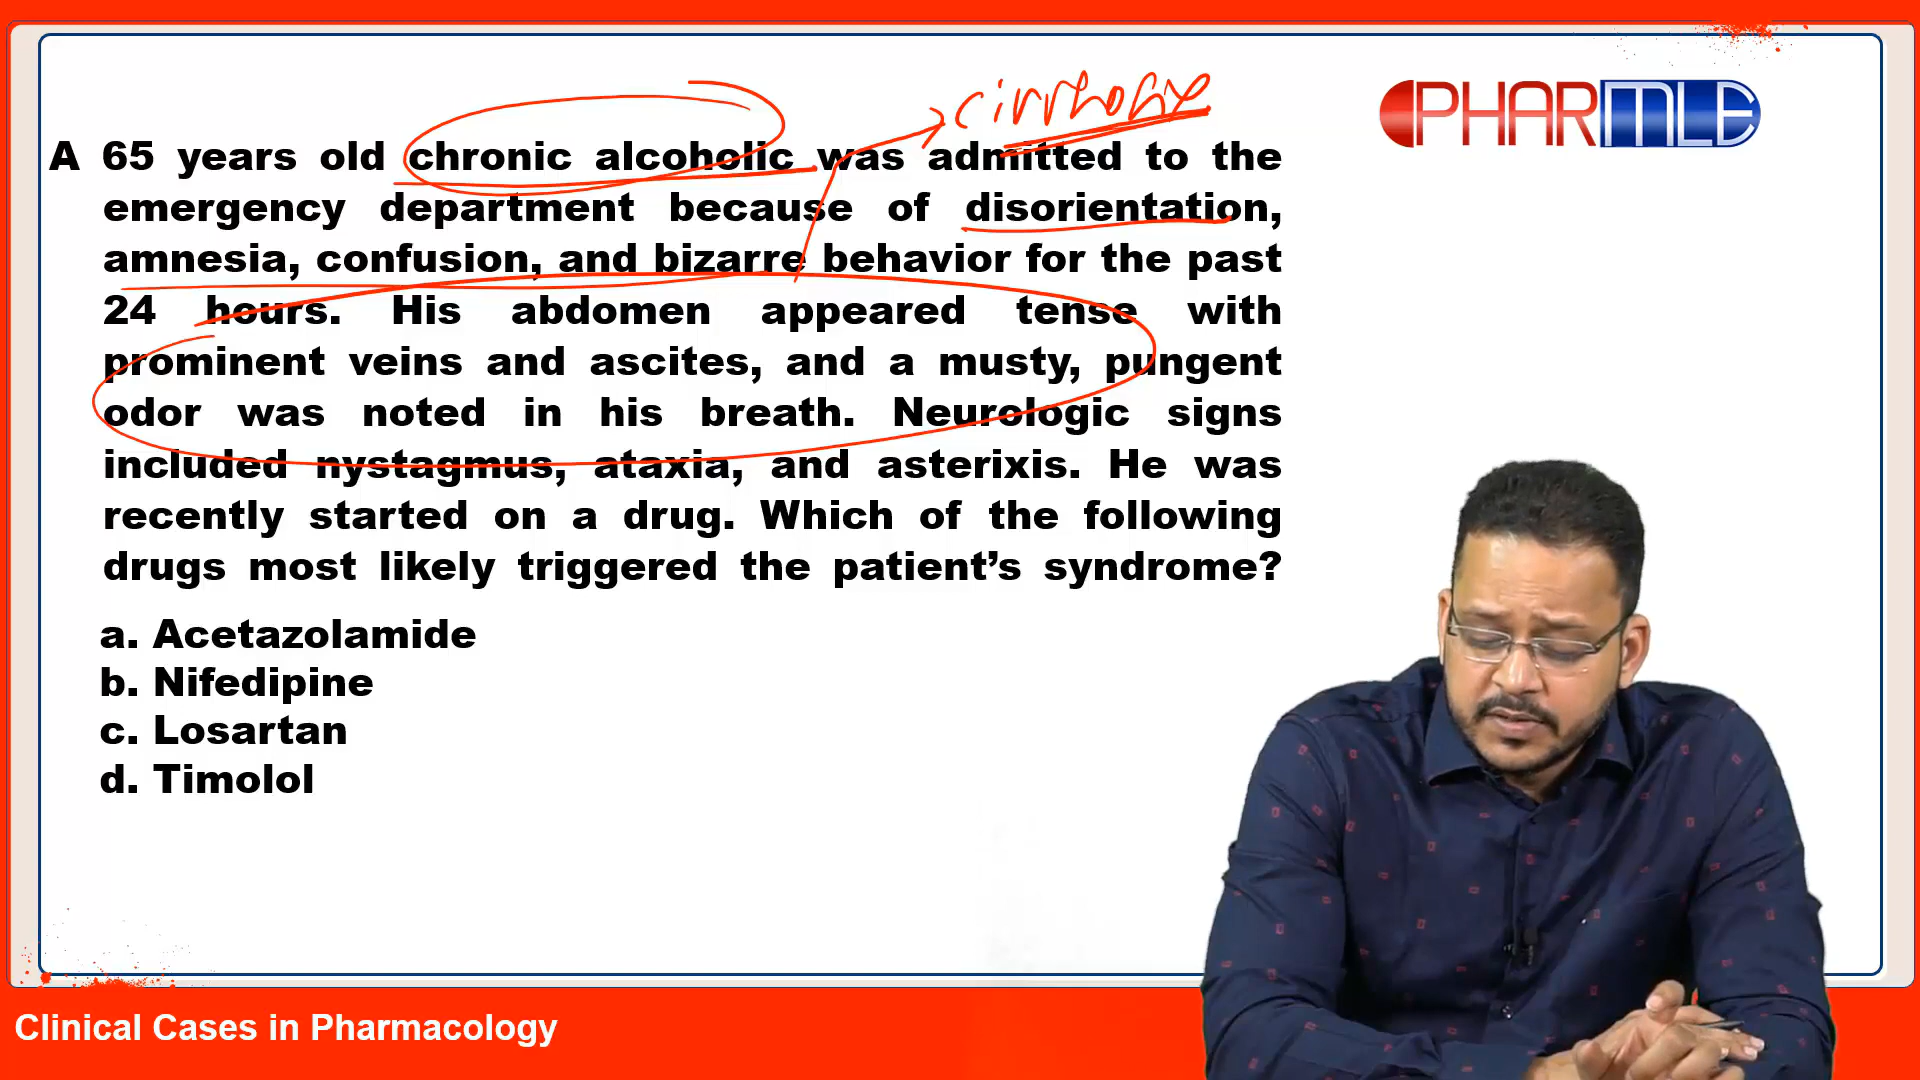 cirrhosis
PHARMLE
A 65 years old chronic alcoholic was admitted to the
emergency department because of disorientation,
amnesia, confusion, and bizarre behavior for the past
24 hours. His abdomen appeared tense with
prominent veins and ascites, and a musty, pungent
odor was noted in his breath. Neurologic signs
included nystagmus, ataxia, and asterixis. He was
recently started on a drug. Which of the following
drugs most likely triggered the patient’s syndrome?
a. Acetazolamide
b. Nifedipine
c. Losartan
d. Timolol
Clinical Cases in Pharmacology